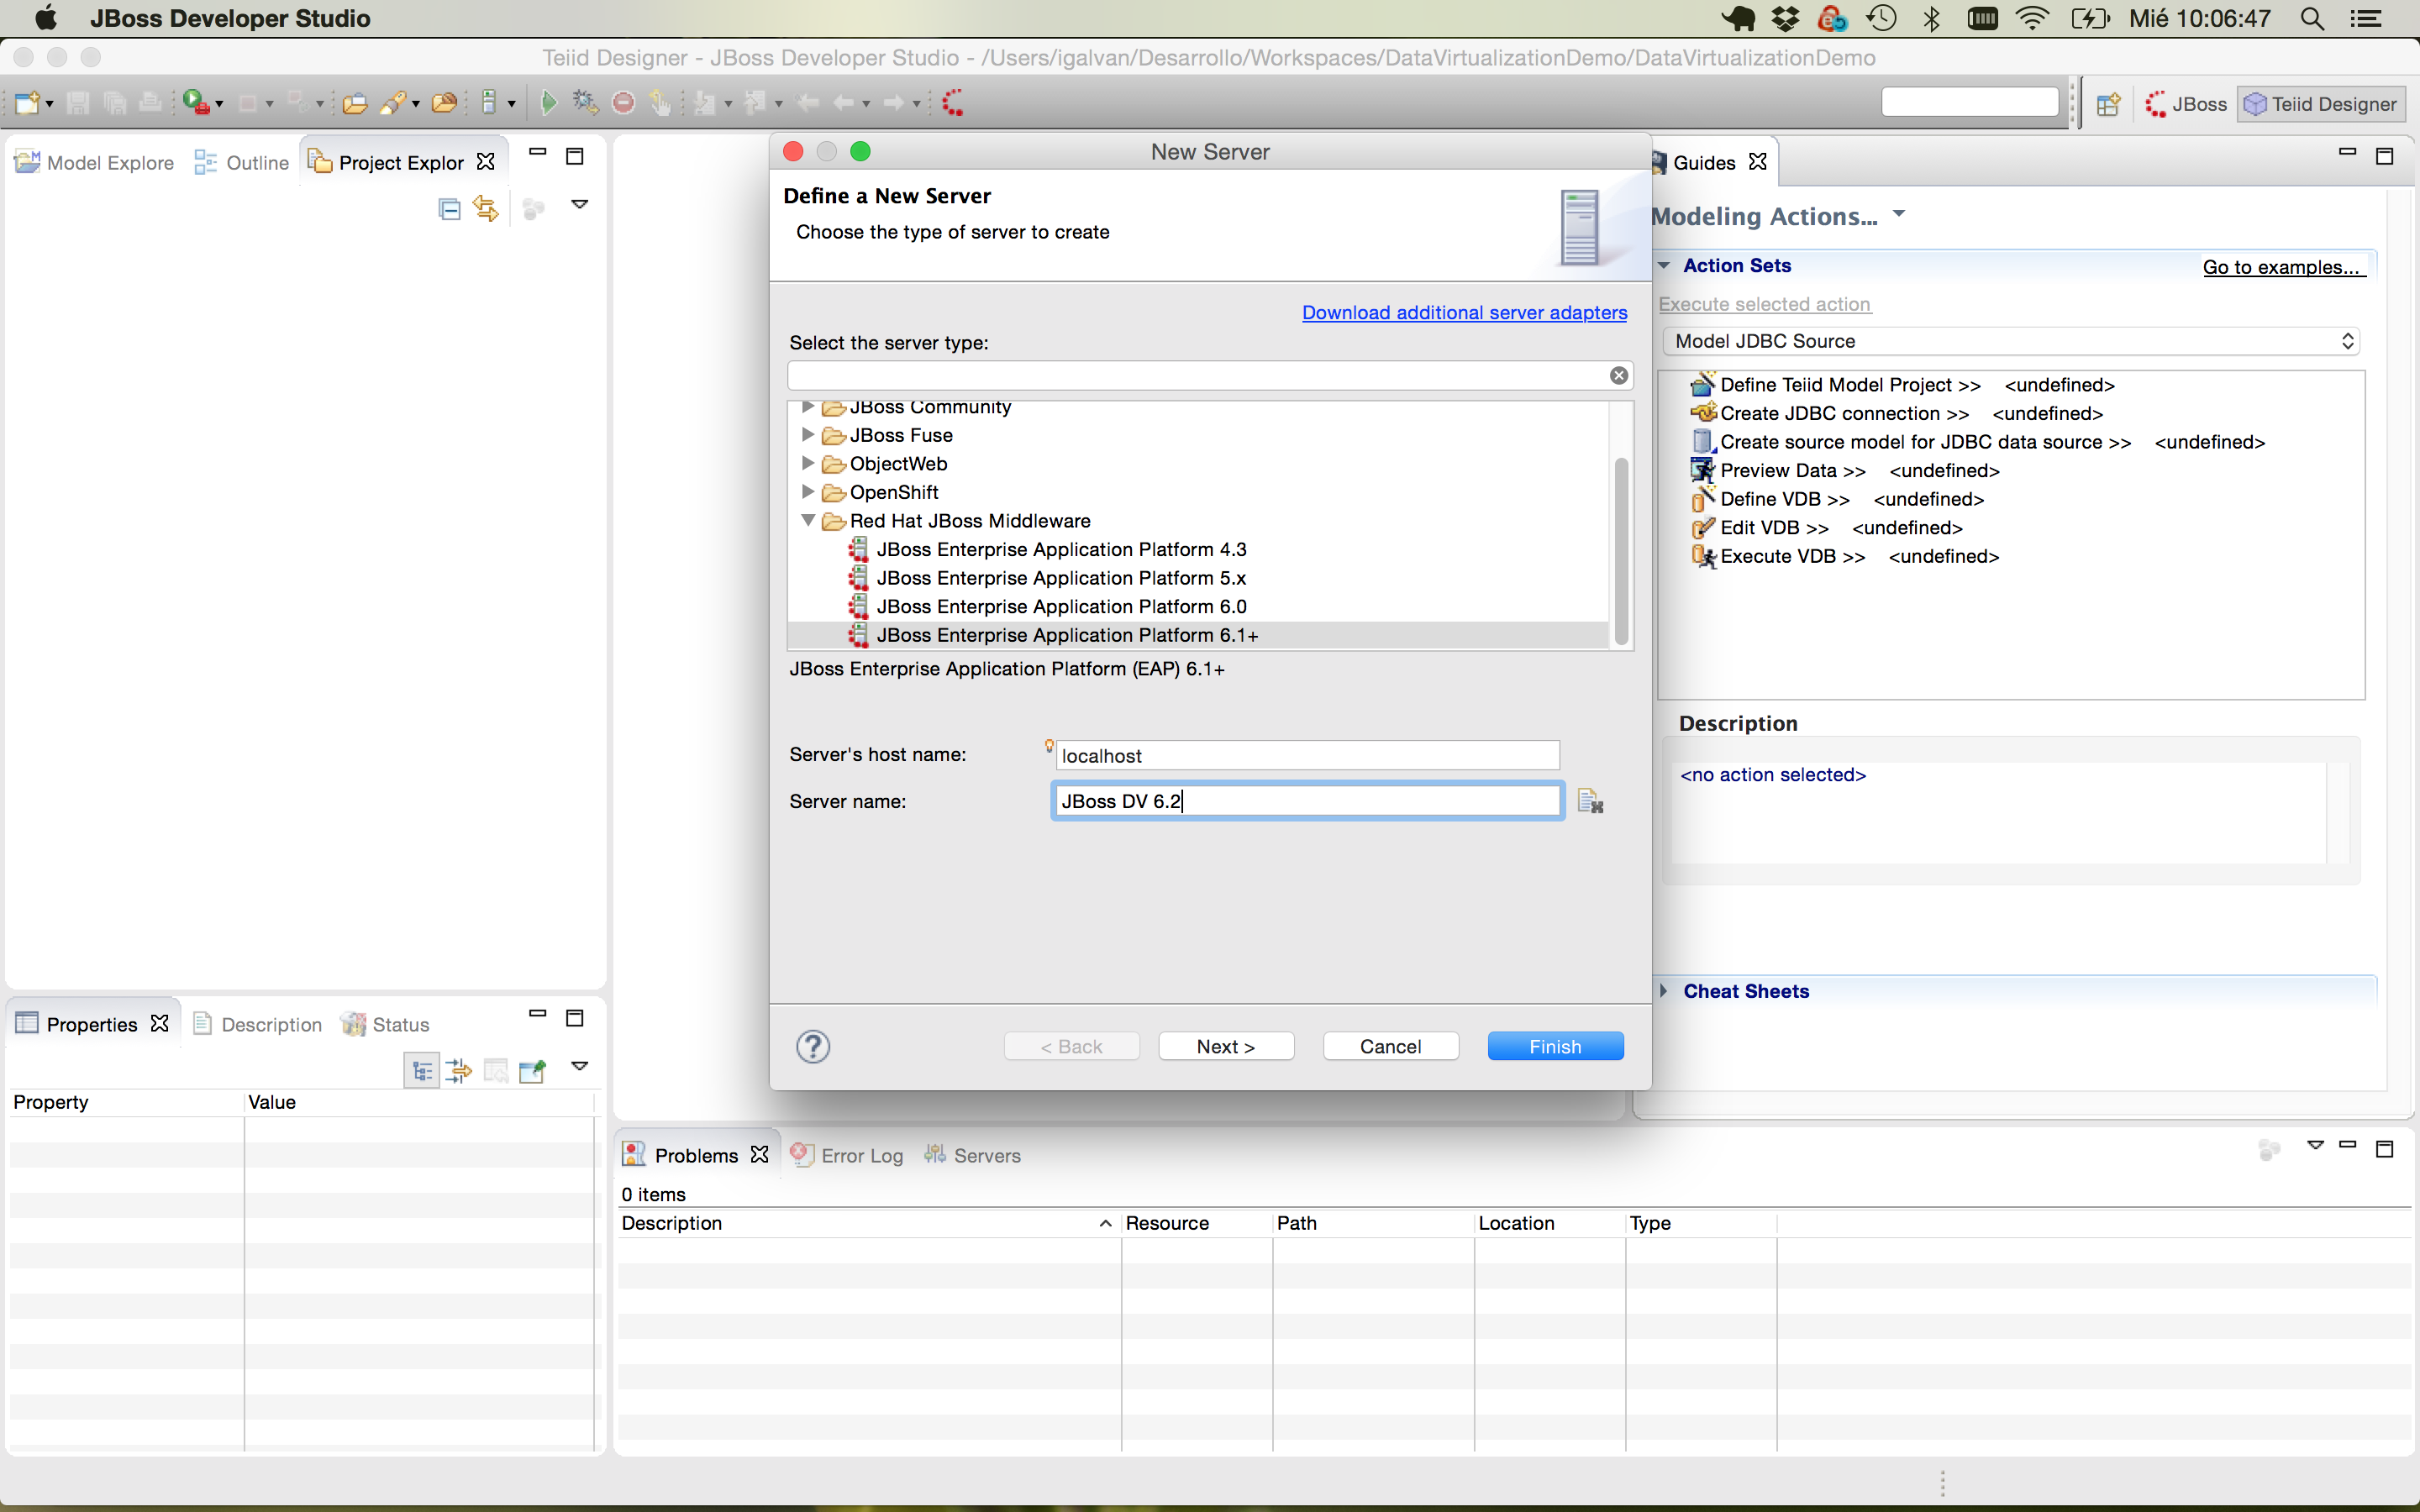 JBoss Developer Studio
Mié 10:06:47
Teiid Designer - JBoss Developer Studio - /Users/igalvan/Desarrollo/Workspaces/DataVirtualizationDemo/DataVirtualizationDemo
JBoss
Teiid Designer
Model Explore
Outline
Project Explor
New Server
Define a New Server
Choose the type of server to create
Download additional server adapters
Select the server type:
JBoss Community
JBoss Fuse
ObjectWeb
OpenShift
Red Hat JBoss Middleware
JBoss Enterprise Application Platform 4.3
JBoss Enterprise Application Platform 5.x
JBoss Enterprise Application Platform 6.0
JBoss Enterprise Application Platform 6.1+
JBoss Enterprise Application Platform (EAP) 6.1+
Server's host name:
localhost
Server name:
JBoss DV 6.2
< Back
Next >
Cancel
Finish
Guides
Modeling Actions...
Action Sets
Go to examples...
Execute selected action
Model JDBC Source
Define Teiid Model Project >> <undefined>
Create JDBC connection >> <undefined>
Create source model for JDBC data source >> <undefined>
Preview Data >> <undefined>
Define VDB >> <undefined>
Edit VDB >> <undefined>
Execute VDB >> <undefined>
Description
<no action selected>
Cheat Sheets
Properties
Description
Status
Property
Value
Problems
Error Log
Servers
0 items
Description
Resource
Path
Location
Type